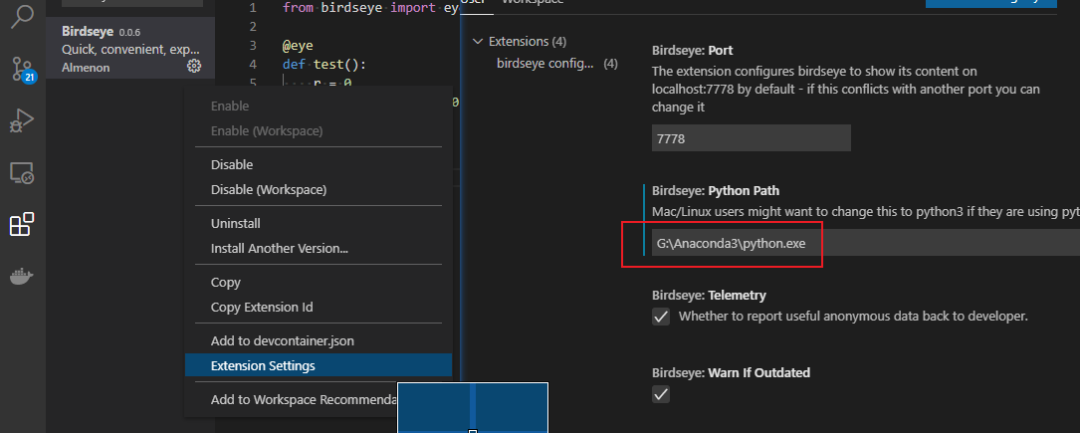 Birdseye 0.0.6
Quick, convenient, exp...
Almenon
21
1 from birdseye import ey
2
3 @eye
4 def test():
5 r = 0
0
Enable
Enable (Workspace)
Disable
Disable (Workspace)
Uninstall
Install Another Version...
Copy
Copy Extension Id
Add to devcontainer.json
Extension Settings
Add to Workspace Recommenda
User Workspace
Extensions (4)
birdseye config... (4)
Birdseye: Port
The extension configures birdseye to show its content on
localhost:7778 by default - if this conflicts with another port you can
change it
7778
Birdseye: Python Path
Mac/Linux users might want to change this to python3 if they are using pyt
G:\Anaconda3\python.exe
Birdseye: Telemetry
Whether to report useful anonymous data back to developer.
Birdseye: Warn If Outdated